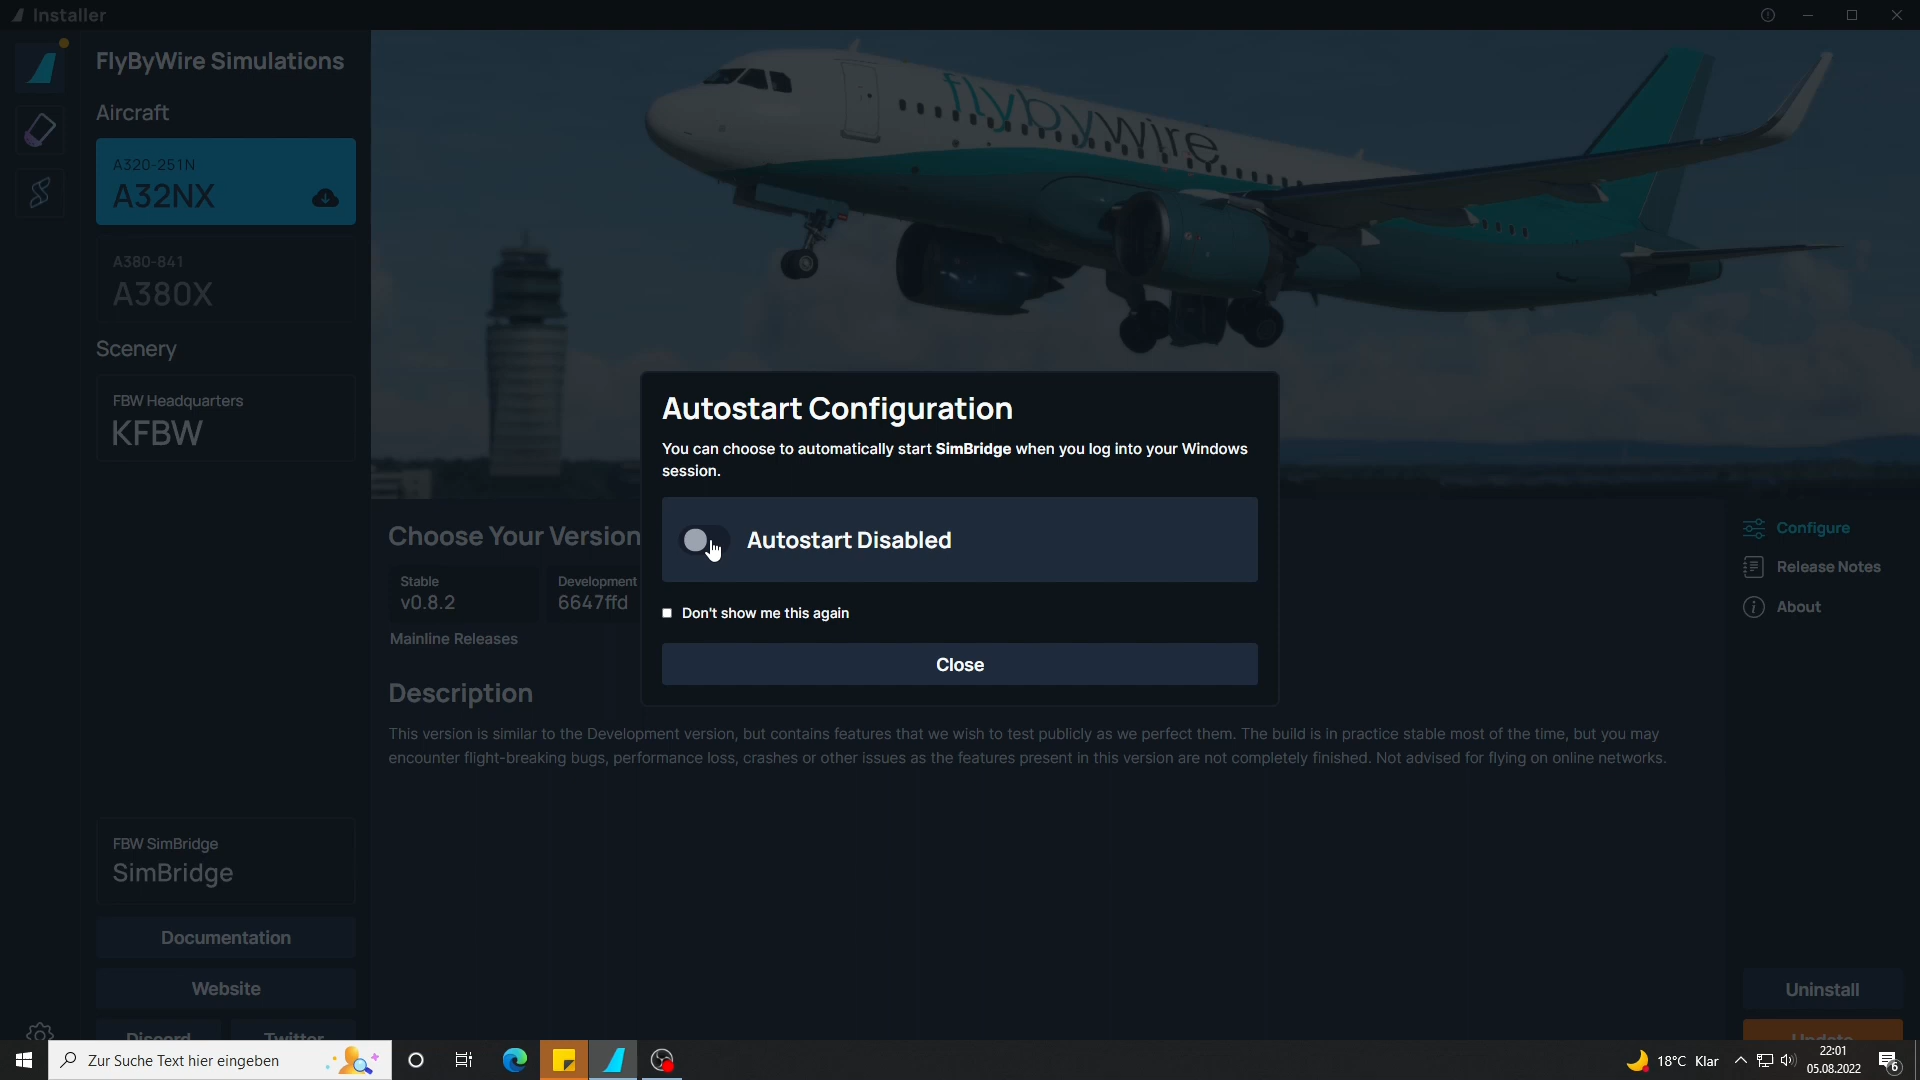 Installer
FlyByWire Simulations
Aircraft
A320-251N
A32NX
A380-841
A380X
Scenery
FBW Headquarters
KFBW
FBW SimBridge
SimBridge
Documentation
Website
Discord
Twitter
flybywire
Autostart Configuration
You can choose to automatically start SimBridge when you log into your Windows
session.
Autostart Disabled
Don't show me this again
Close
Choose Your Version
Stable
v0.8.2
Development
6647ffd
Mainline Releases
Description
This version is similar to the Development version, but contains features that we wish to test publicly as we perfect them. The build is in practice stable most of the time, but you may
encounter flight-breaking bugs, performance loss, crashes or other issues as the features present in this version are not completely finished. Not advised for flying on online networks.
Configure
Release Notes
About
Uninstall
Update
Zur Suche Text hier eingeben
18°C Klar
22:01
05.08.2022
6